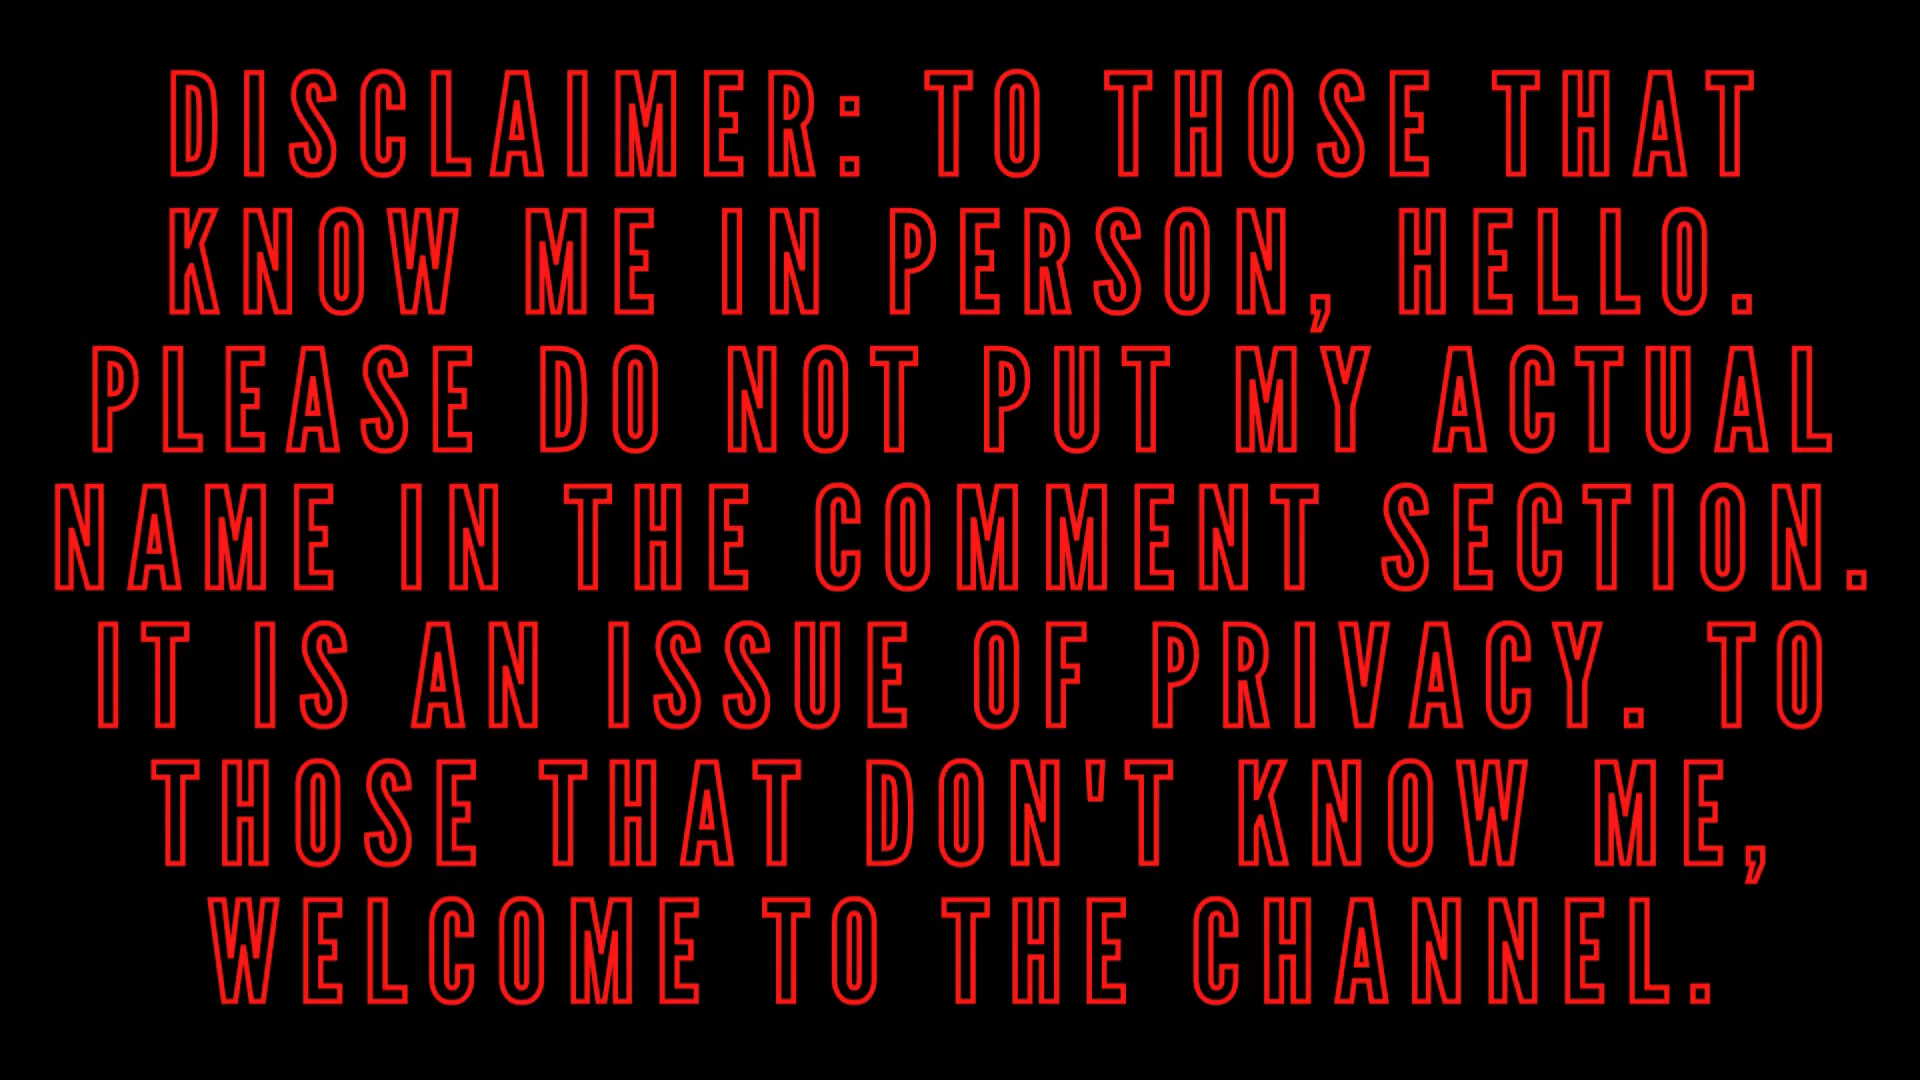 DISCLAIMER: TO THOSE THAT
KNOW ME IN PERSON, HELLO.
PLEASE DO NOT PUT MY ACTUAL
NAME IN THE COMMENT SECTION.
IT IS AN ISSUE OF PRIVACY. TO
THOSE THAT DON'T KNOW ME,
WELCOME TO THE CHANNEL.